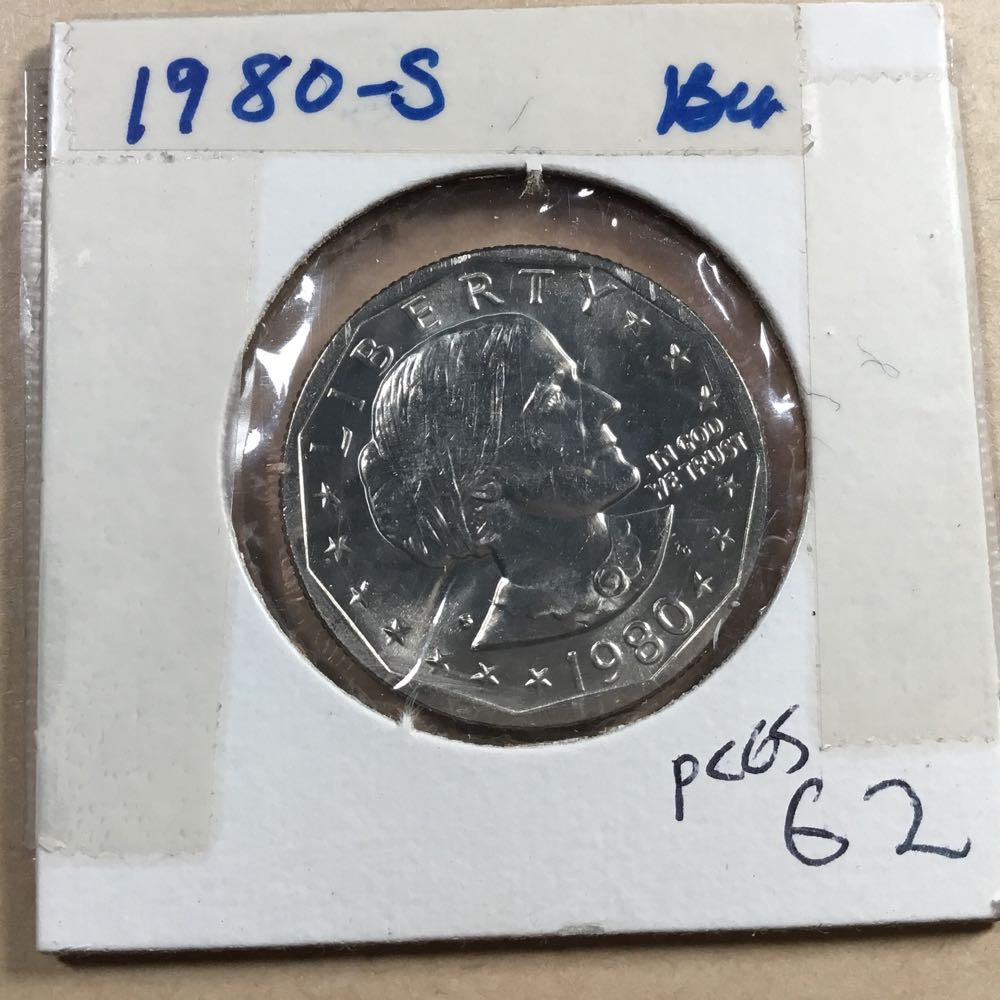 1980-S Bu
LIBERTY
IN GOD
WE TRUST
S
1980
PCGS
62